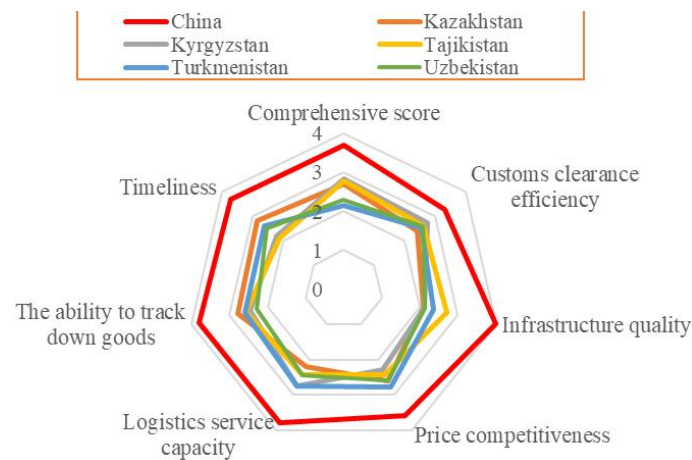 China Kazakhstan
Kyrgyzstan Tajikistan
Turkmenistan Uzbekistan
Comprehensive score
4
3
2
1
0
Customs clearance
efficiency
Infrastructure quality
Price competitiveness
Logistics service
capacity
The ability to track
down goods
Timeliness